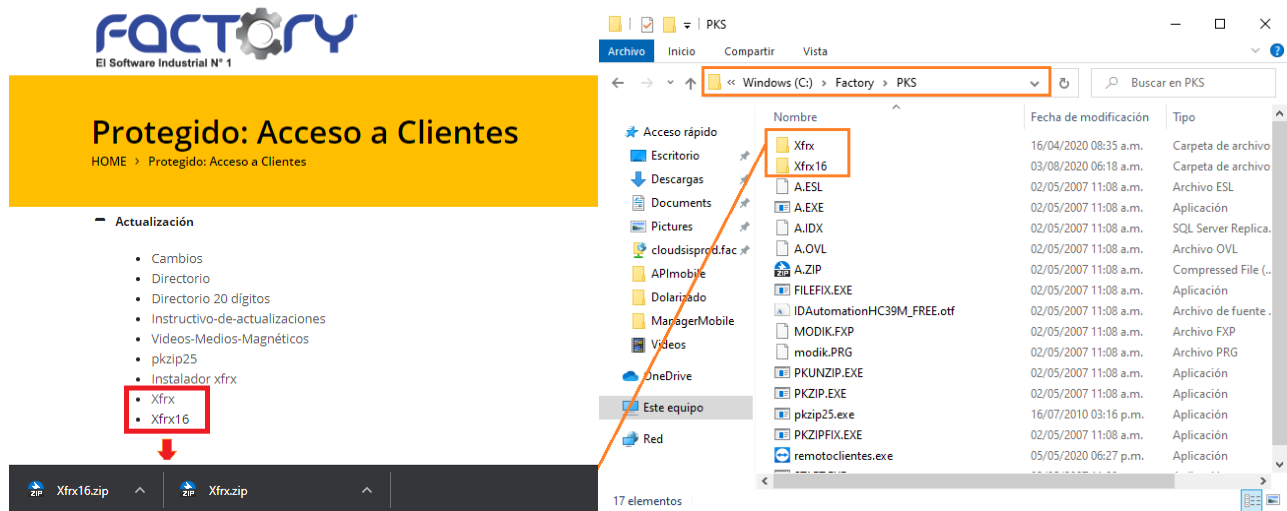 FACTORY
El Software Industrial N° 1
Protegido: Acceso a Clientes
HOME > Protegido: Acceso a Clientes
Actualización
Cambios
Directorio
Directorio 20 dígitos
Instructivo-de-actualizaciones
Videos-Medios-Magnéticos
pkzip25
Instalador xfrx
Xfrx
Xfrx16
Xfrx16.zip
Xfrx.zip
PKS
Archivo Inicio Compartir Vista
« Windows (C:) > Factory > PKS
Buscar en PKS
Acceso rápido
Escritorio
Descargas
Documents
Pictures
cloudsisprod.fac
APImobile
Dolarizado
ManagerMobile
Videos
OneDrive
Este equipo
Red
Nombre Fecha de modificación Tipo
Xfrx 16/04/2020 08:35 a.m. Carpeta de archivo
Xfrx16 03/08/2020 06:18 a.m. Carpeta de archivo
A.ESL 02/05/2007 11:08 a.m. Archivo ESL
A.EXE 02/05/2007 11:08 a.m. Aplicación
A.IDX 02/05/2007 11:08 a.m. SQL Server Replica.
A.OVL 02/05/2007 11:08 a.m. Archivo OVL
A.ZIP 02/05/2007 11:08 a.m. Compressed File (..
FILEFIX.EXE 02/05/2007 11:08 a.m. Aplicación
IDAutomationHC39M_FREE.otf 02/05/2007 11:08 a.m. Archivo de fuente .
MODIK.FXP 02/05/2007 11:08 a.m. Archivo FXP
modik.PRG 02/05/2007 11:08 a.m. Archivo PRG
PKUNZIP.EXE 02/05/2007 11:08 a.m. Aplicación
PKZIP.EXE 02/05/2007 11:08 a.m. Aplicación
pkzip25.exe 16/07/2010 03:16 p.m. Aplicación
PKZIPFIX.EXE 02/05/2007 11:08 a.m. Aplicación
remotoclientes.exe 05/05/2020 06:27 p.m. Aplicación
17 elementos